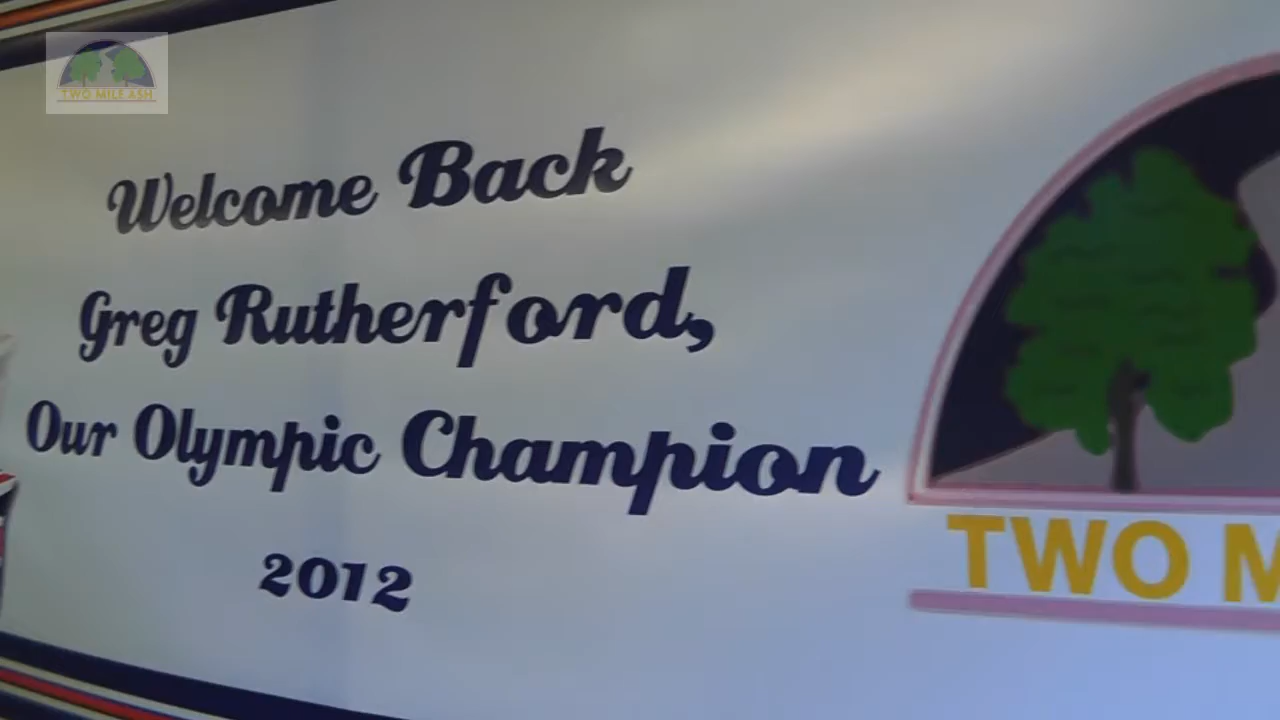 TWO MILE ASH
Welcome Back
Greg Rutherford,
Our Olympic Champion
2012
TWO M